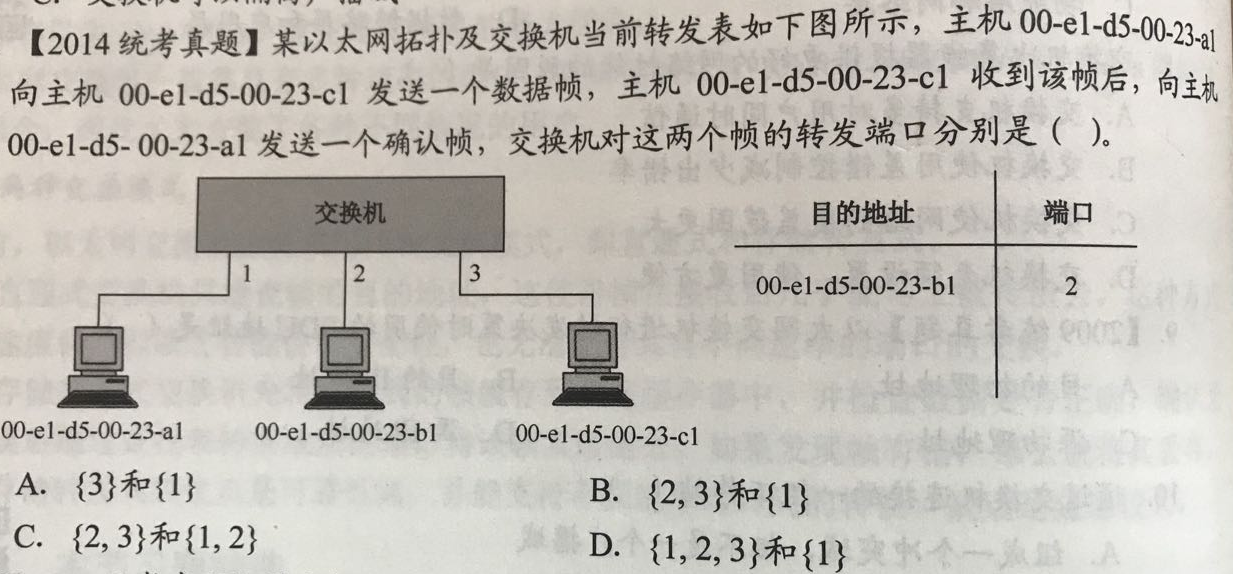 【2014 统考真题】某以太网拓扑及交换机当前转发表如下图所示，主机 00-e1-d5-00-23-a1
向主机 00-e1-d5-00-23-c1 发送一个数据帧，主机 00-e1-d5-00-23-c1 收到该帧后，向主机
00-e1-d5- 00-23-a1 发送一个确认帧，交换机对这两个帧的转发端口分别是（ ）。
交换机
目的地址 端口
1 2 3
00-e1-d5-00-23-b1 2
00-e1-d5-00-23-a1 00-e1-d5-00-23-b1 00-e1-d5-00-23-c1
A. {3}和{1} B. {2, 3}和{1}
C. {2, 3}和{1, 2} D. {1, 2, 3}和{1}